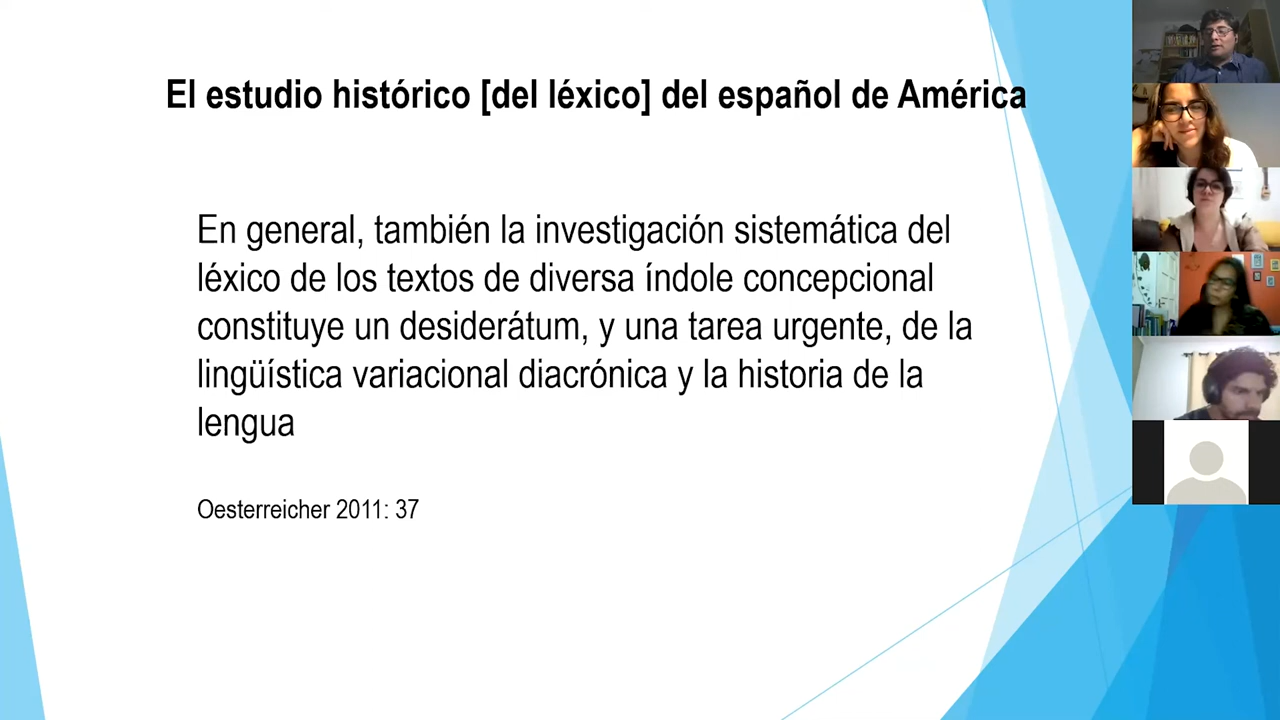 El estudio histórico [del léxico] del español de América
En general, también la investigación sistemática del
léxico de los textos de diversa índole concepcional
constituye un desiderátum, y una tarea urgente, de la
lingüística variacional diacrónica y la historia de la
lengua
Oesterreicher 2011: 37